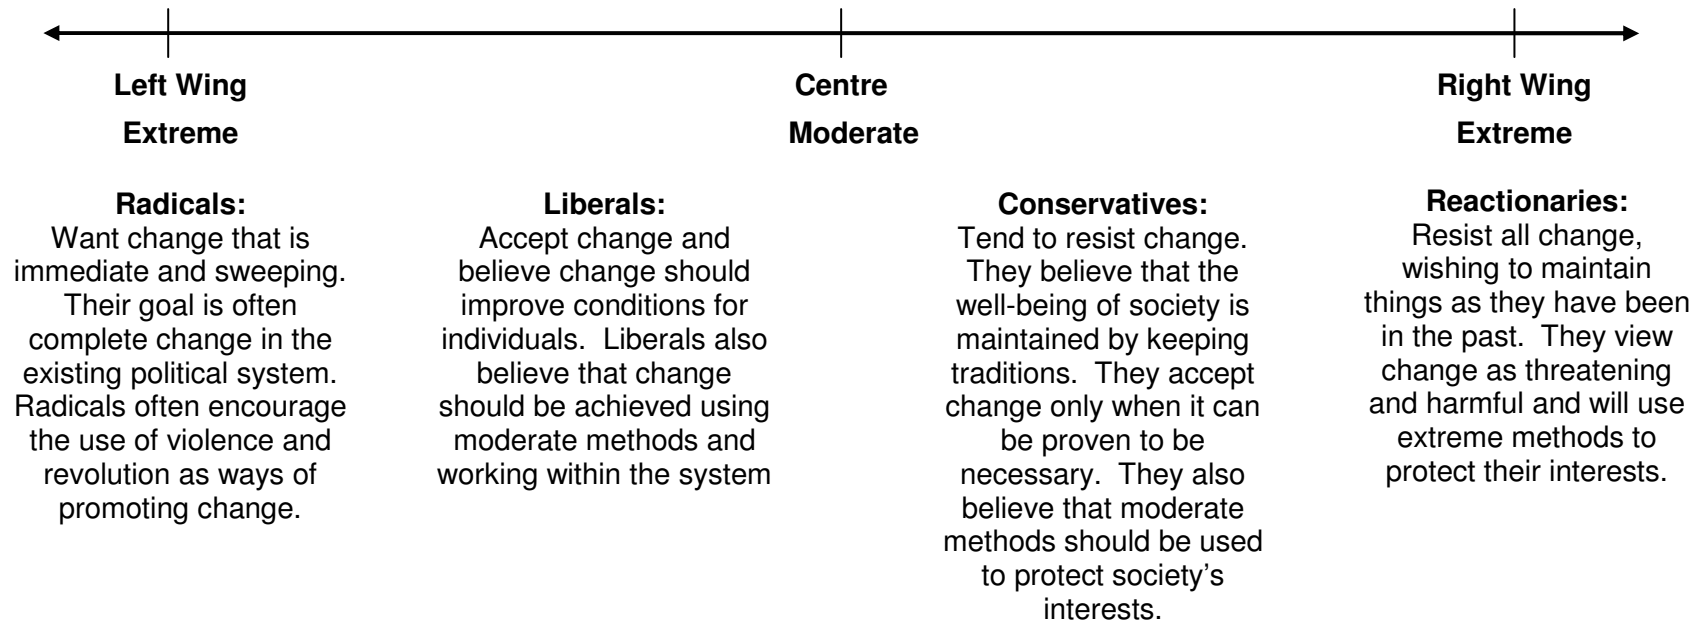 Left Wing
Centre
Right Wing
Extreme
Moderate
Extreme
Radicals:
Want change that is
immediate and sweeping.
Their goal is often
complete change in the
existing political system.
Radicals often encourage
the use of violence and
revolution as ways of
promoting change.
Liberals:
Accept change and
believe change should
improve conditions for
individuals.  Liberals also
believe that change
should be achieved using
moderate methods and
working within the system
Conservatives:
Tend to resist change.
They believe that the
well-being of society is
maintained by keeping
traditions.  They accept
change only when it can
be proven to be
necessary.  They also
believe that moderate
methods should be used
to protect society's
interests.
Reactionaries:
Resist all change,
wishing to maintain
things as they have been
in the past.  They view
change as threatening
and harmful and will use
extreme methods to
protect their interests.